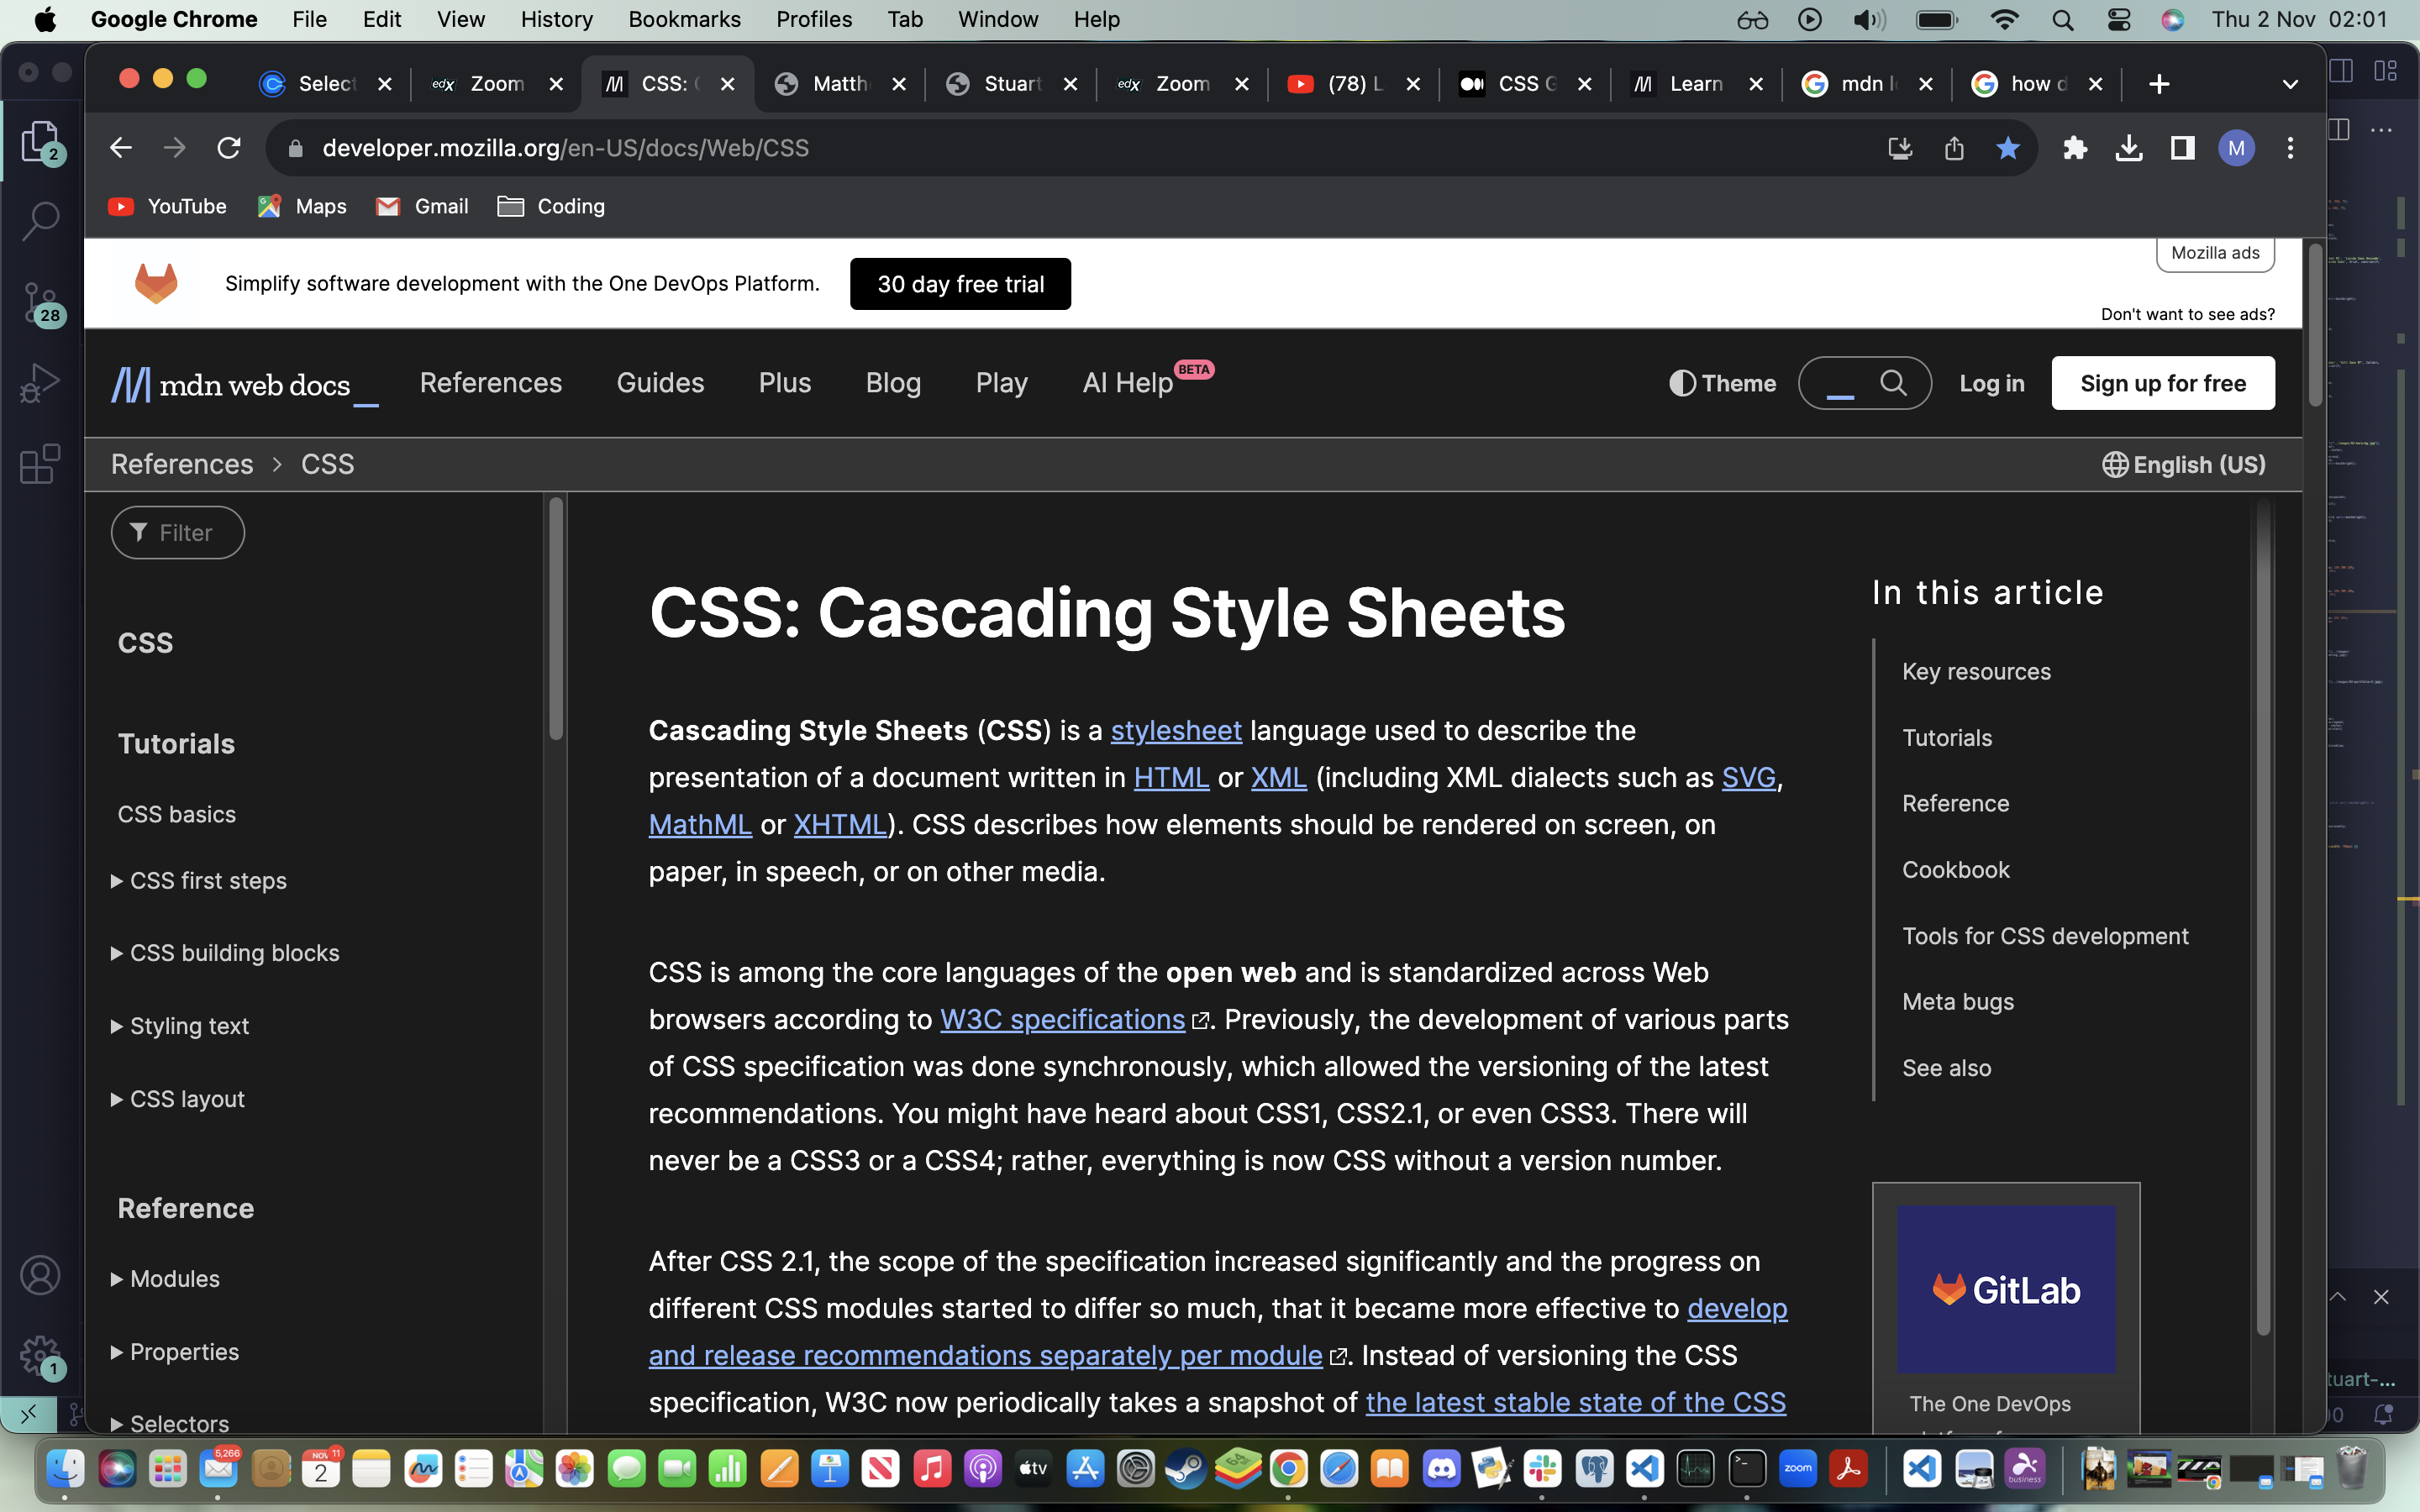 Google Chrome File Edit View History Bookmarks Profiles Tab Window Help Thu 2 Nov 02:01
Select edx Zoom CSS: Matth Stuart edx Zoom (78) L CSS G Learn mdn l how d
developer.mozilla.org/en-US/docs/Web/CSS M
YouTube Maps Gmail Coding
Mozilla ads
Simplify software development with the One DevOps Platform. 30 day free trial
Don't want to see ads?
mdn web docs_ References Guides Plus Blog Play AI Help BETA Theme Log in Sign up for free
References > CSS English (US)
Filter
CSS
Tutorials
CSS basics
CSS first steps
CSS building blocks
Styling text
CSS layout
Reference
Modules
Properties
Selectors
CSS: Cascading Style Sheets
Cascading Style Sheets (CSS) is a stylesheet language used to describe the
presentation of a document written in HTML or XML (including XML dialects such as SVG,
MathML or XHTML). CSS describes how elements should be rendered on screen, on
paper, in speech, or on other media.
CSS is among the core languages of the open web and is standardized across Web
browsers according to W3C specifications. Previously, the development of various parts
of CSS specification was done synchronously, which allowed the versioning of the latest
recommendations. You might have heard about CSS1, CSS2.1, or even CSS3. There will
never be a CSS3 or a CSS4; rather, everything is now CSS without a version number.
After CSS 2.1, the scope of the specification increased significantly and the progress on
different CSS modules started to differ so much, that it became more effective to develop
and release recommendations separately per module. Instead of versioning the CSS
specification, W3C now periodically takes a snapshot of the latest stable state of the CSS
In this article
Key resources
Tutorials
Reference
Cookbook
Tools for CSS development
Meta bugs
See also
GitLab
The One DevOps
2
28
1
tuart-...
5,266
NOV 11
2
tv
64
zoom
business